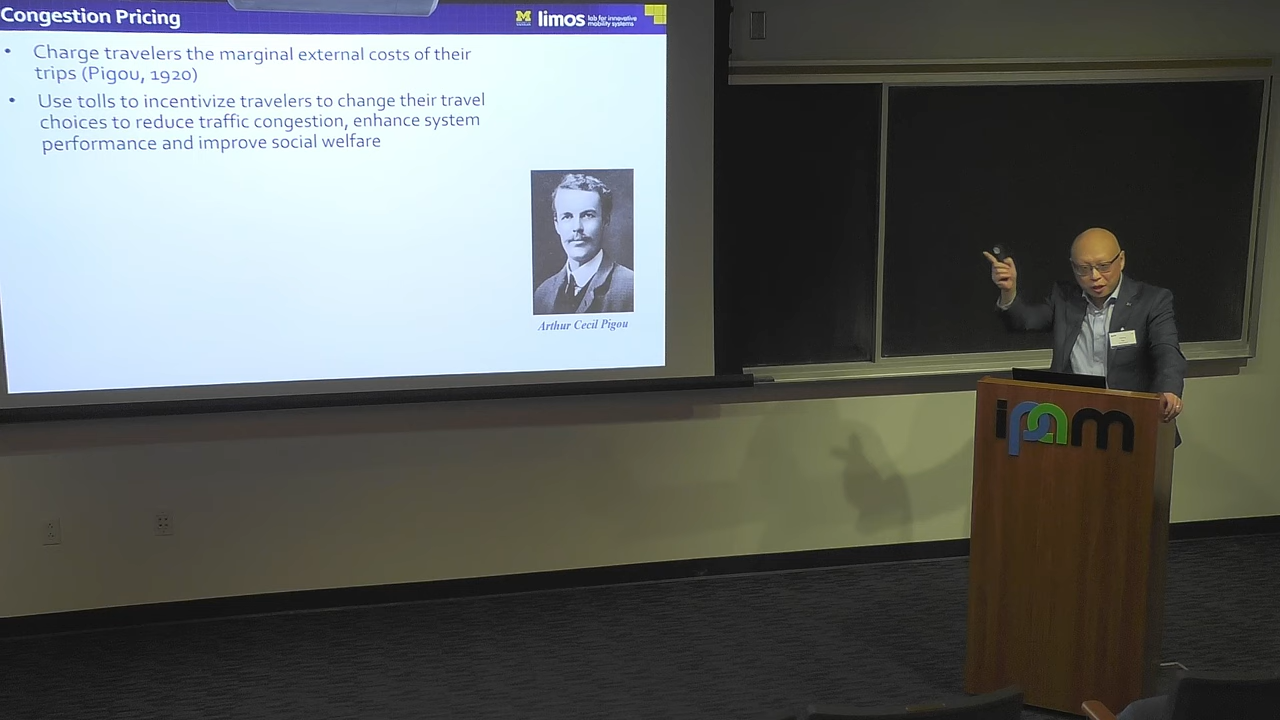 Congestion Pricing
limos lab for innovative
mobility systems
• Charge travelers the marginal external costs of their
trips (Pigou, 1920)
• Use tolls to incentivize travelers to change their travel
choices to reduce traffic congestion, enhance system
performance and improve social welfare
Arthur Cecil Pigou
ipam